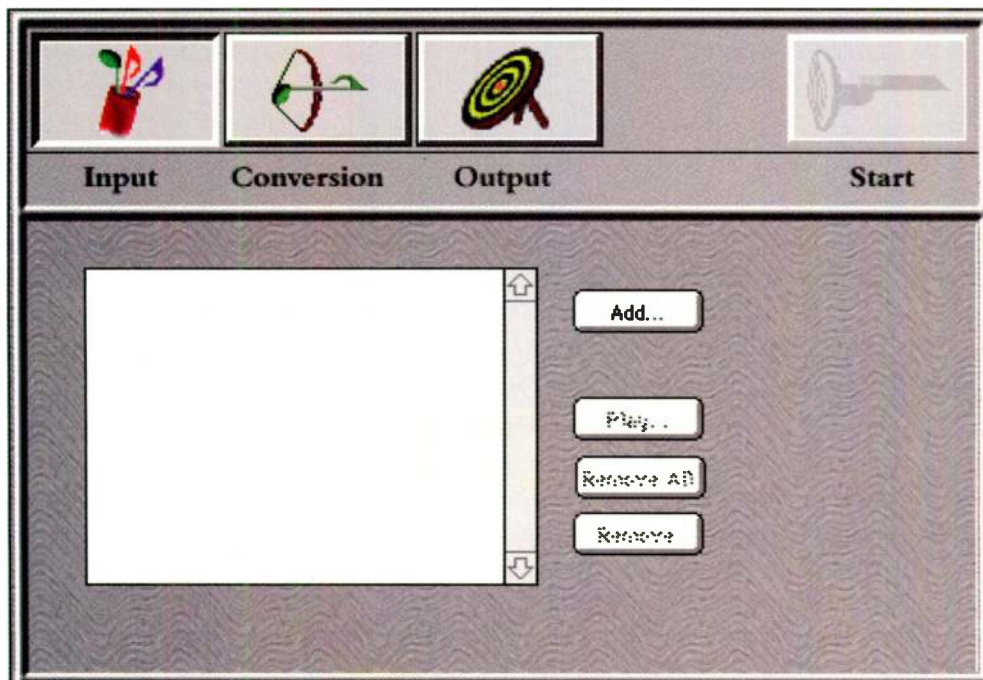 Input
Conversion
Output
Start
Add...
Play...
Remove All
Remove